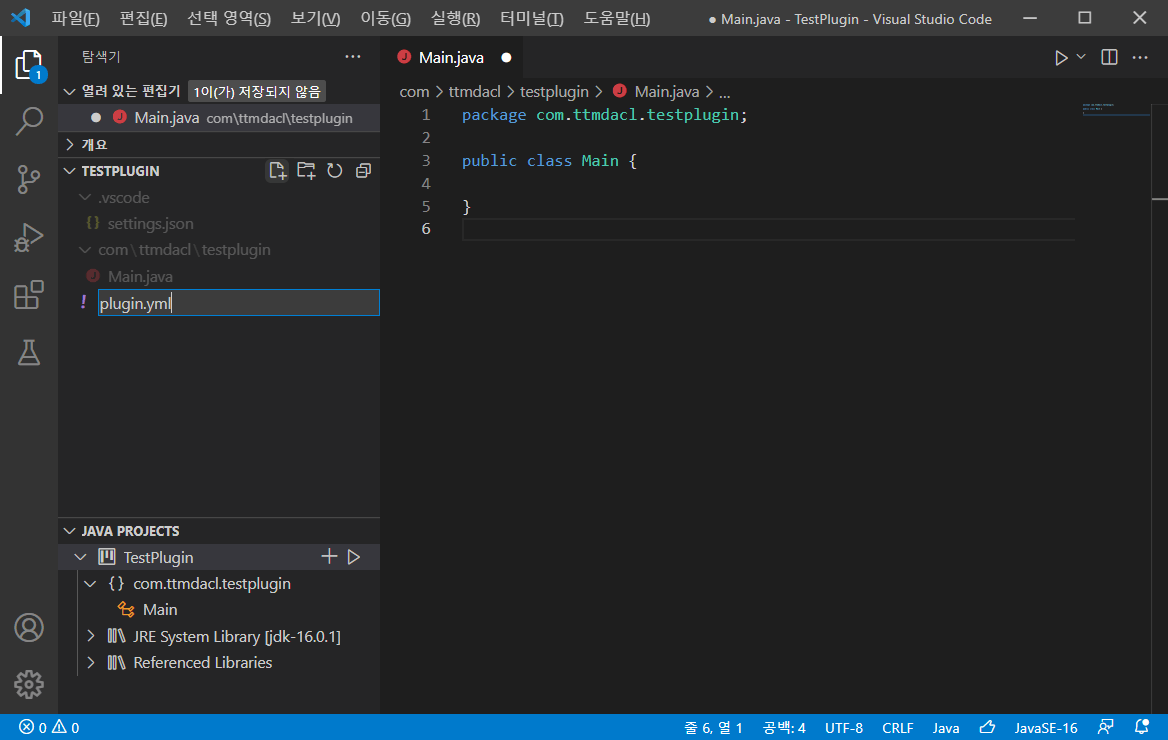 파일(F) 편집(E) 선택 영역(S) 보기(V) 이동(G) 실행(R) 터미널(T) 도움말(H) ● Main.java - TestPlugin - Visual Studio Code
탐색기
열려 있는 편집기 1이(가) 저장되지 않음
Main.java com\ttmdacl\testplugin
개요
TESTPLUGIN
.vscode
{} settings.json
com\ttmdacl\testplugin
J Main.java
! plugin.yml
JAVA PROJECTS
TestPlugin
{} com.ttmdacl.testplugin
Main
JRE System Library [jdk-16.0.1]
Referenced Libraries
1
J Main.java ●
com > ttmdacl > testplugin > J Main.java > ...
1 package com.ttmdacl.testplugin;
2
3 public class Main {
4
5 }
6
0 0
줄 6, 열 1 공백: 4 UTF-8 CRLF Java JavaSE-16